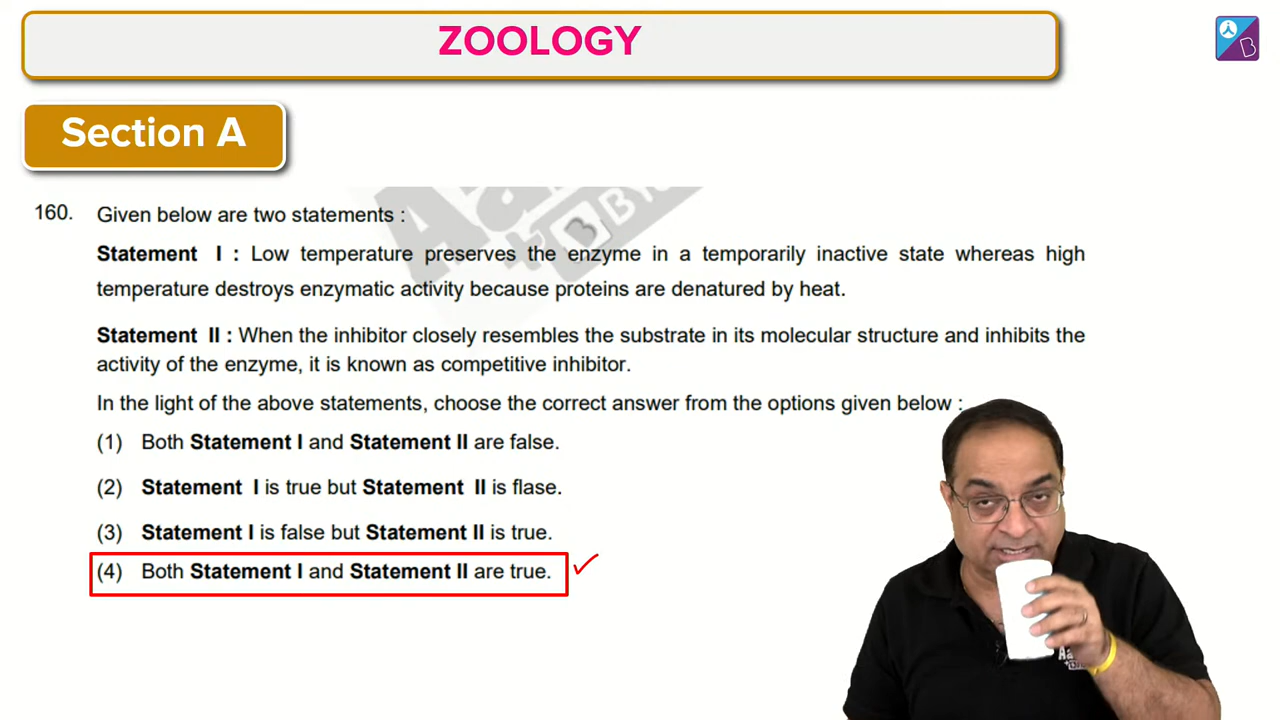 ZOOLOGY
Section A
160. Given below are two statements :
Statement I : Low temperature preserves the enzyme in a temporarily inactive state whereas high
temperature destroys enzymatic activity because proteins are denatured by heat.
Statement II : When the inhibitor closely resembles the substrate in its molecular structure and inhibits the
activity of the enzyme, it is known as competitive inhibitor.
In the light of the above statements, choose the correct answer from the options given below :
(1) Both Statement I and Statement II are false.
(2) Statement I is true but Statement II is flase.
(3) Statement I is false but Statement II is true.
(4) Both Statement I and Statement II are true.